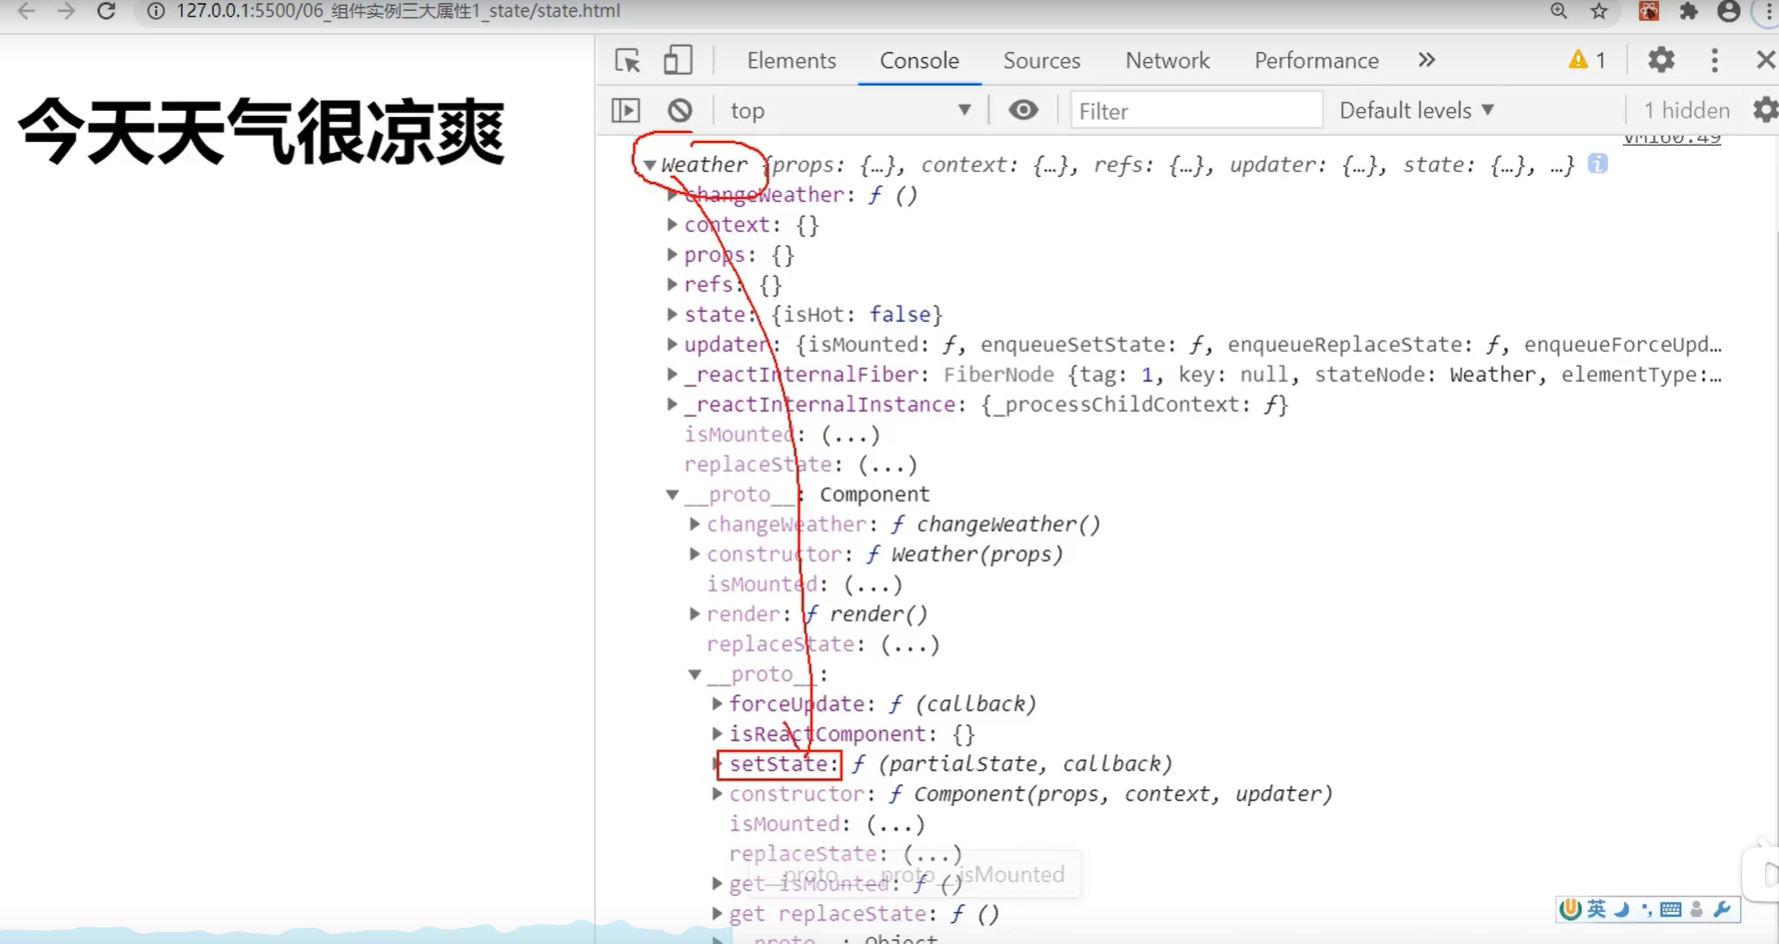 127.0.0.1:5500/06_组件实例三大属性1_state/state.html
今天天气很凉爽
Elements Console Sources Network Performance » 1
top Filter Default levels ▼ 1 hidden
VM160:49
▼Weather {props: {…}, context: {…}, refs: {…}, updater: {…}, state: {…}, …}
▶changeWeather: ƒ ()
▶context: {}
▶props: {}
▶refs: {}
▶state: {isHot: false}
▶updater: {isMounted: ƒ, enqueueSetState: ƒ, enqueueReplaceState: ƒ, enqueueForceUpd…
▶_reactInternalFiber: FiberNode {tag: 1, key: null, stateNode: Weather, elementType:…
▶_reactInternalInstance: {_processChildContext: ƒ}
isMounted: (...)
replaceState: (...)
▼__proto__: Component
▶changeWeather: ƒ changeWeather()
▶constructor: ƒ Weather(props)
isMounted: (...)
▶render: ƒ render()
replaceState: (...)
▼__proto__:
▶forceUpdate: ƒ (callback)
▶isReactComponent: {}
▶setState: ƒ (partialState, callback)
▶constructor: ƒ Component(props, context, updater)
isMounted: (...)
replaceState: (...)
__proto__.__proto__.isMounted
▶get isMounted: ƒ ()
▶get replaceState: ƒ ()
▶__proto__: Object
英